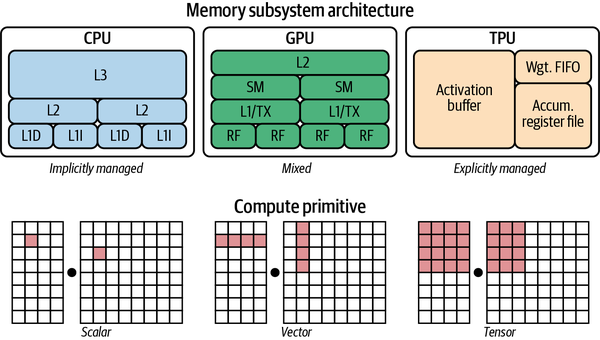 Memory subsystem architecture
CPU
L3
L2 L2
L1D L1I L1D L1I
Implicitly managed
GPU
L2
SM SM
L1/TX L1/TX
RF RF RF RF
Mixed
TPU
Activation
buffer
Wgt. FIFO
Accum.
register file
Explicitly managed
Compute primitive
Scalar
Vector
Tensor